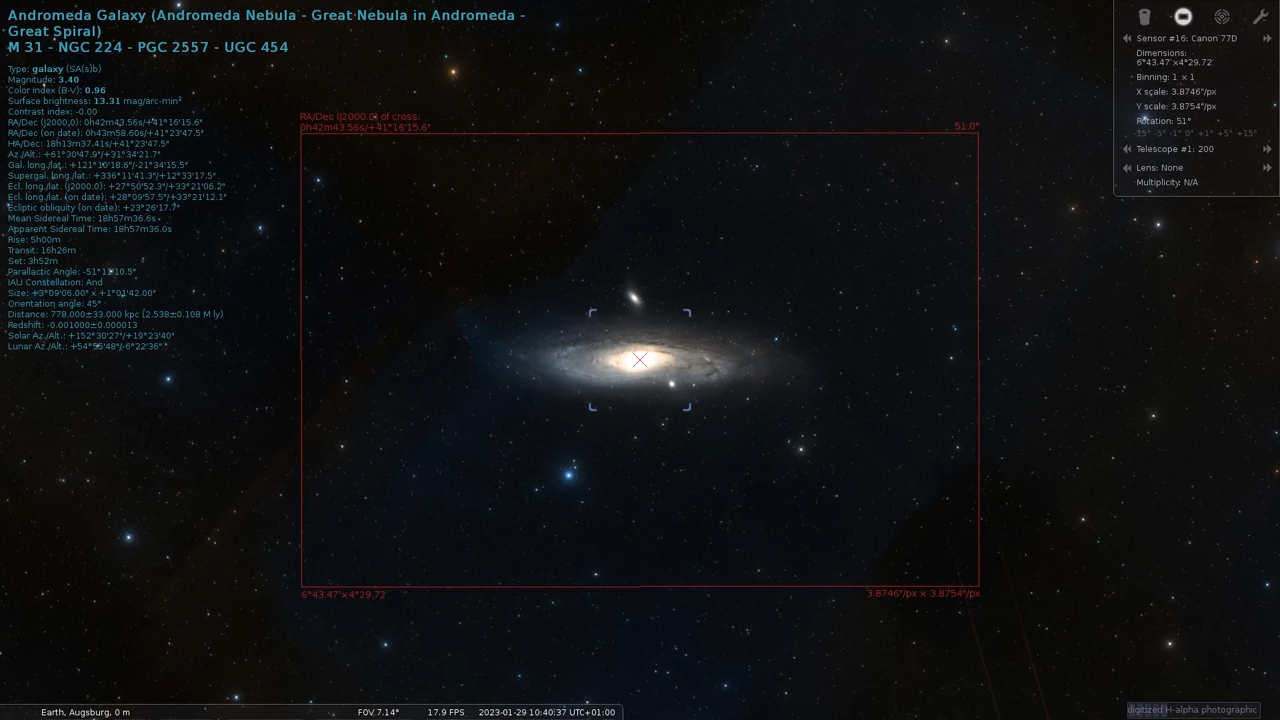 Andromeda Galaxy (Andromeda Nebula - Great Nebula in Andromeda -
Great Spiral)
M 31 - NGC 224 - PGC 2557 - UGC 454
Type: galaxy (SA(s)b)
Magnitude: 3.40
Color Index (B-V): 0.96
Surface brightness: 13.31 mag/arc-min²
Contrast index: -0.00
RA/Dec (J2000.0): 0h42m43.56s/+41°16'15.6"
RA/Dec (on date): 0h43m58.60s/+41°23'47.5"
HA/Dec: 18h13m37.41s/+41°23'47.5"
Az./Alt.: +61°30'47.9"/+31°34'21.7"
Gal. long./lat.: +121°10'18.6"/-21°34'15.5"
Supergal. long./lat.: +336°11'41.3"/+12°33'17.5"
Ecl. long./lat. (J2000.0): +27°50'52.3"/+33°21'06.2"
Ecl. long./lat. (on date): +28°09'57.5"/+33°21'12.1"
Ecliptic obliquity (on date): +23°26'17.7"
Mean Sidereal Time: 18h57m36.6s
Apparent Sidereal Time: 18h57m36.0s
Rise: 5h00m
Transit: 16h26m
Set: 3h52m
Parallactic Angle: -51°11'10.5"
IAU Constellation: And
Size: +3°09'06.00" x +1°01'42.00"
Orientation angle: 45°
Distance: 778.000±33.000 kpc (2.538±0.108 M ly)
Redshift: -0.001000±0.000013
Solar Az./Alt.: +152°30'27"/+19°23'40"
Lunar Az./Alt.: +54°55'48"/-6°22'36"
RA/Dec (J2000.0) of cross:
0h42m43.56s/+41°16'15.6"
51.0°
6°43.47'×4°29.72'
3.8746"/px × 3.8754"/px
Sensor #16: Canon 77D
Dimensions:
6°43.47'×4°29.72'
Binning: 1 × 1
X scale: 3.8746"/px
Y scale: 3.8754"/px
Rotation: 51°
-15° -5° -1° 0° +1° +5° +15°
Telescope #1: 200
Lens: None
Multiplicity: N/A
Earth, Augsburg, 0 m
FOV 7.14°
17.9 FPS
2023-01-29 10:40:37 UTC+01:00
digitized H-alpha photographic